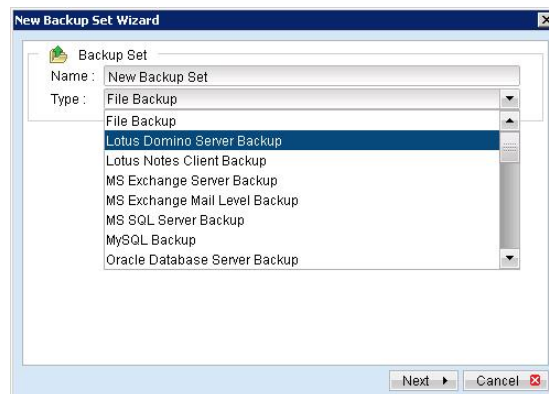 New Backup Set Wizard
Backup Set
Name : New Backup Set
Type : File Backup
File Backup
Lotus Domino Server Backup
Lotus Notes Client Backup
MS Exchange Server Backup
MS Exchange Mail Level Backup
MS SQL Server Backup
MySQL Backup
Oracle Database Server Backup
Next Cancel